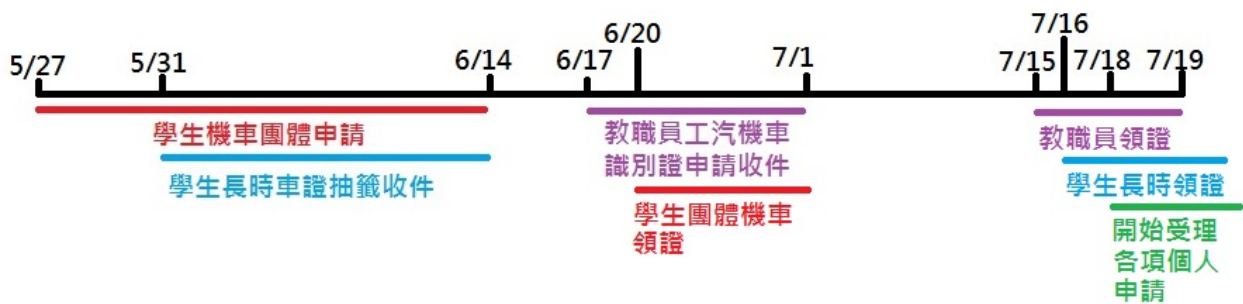 5/27
5/31
6/14
6/17
6/20
7/1
7/15
7/16
7/18
7/19
學生機車團體申請
學生長時車證抽籤收件
教職員工汽機車
識別證申請收件
學生團體機車
領證
教職員領證
學生長時領證
開始受理
各項個人
申請